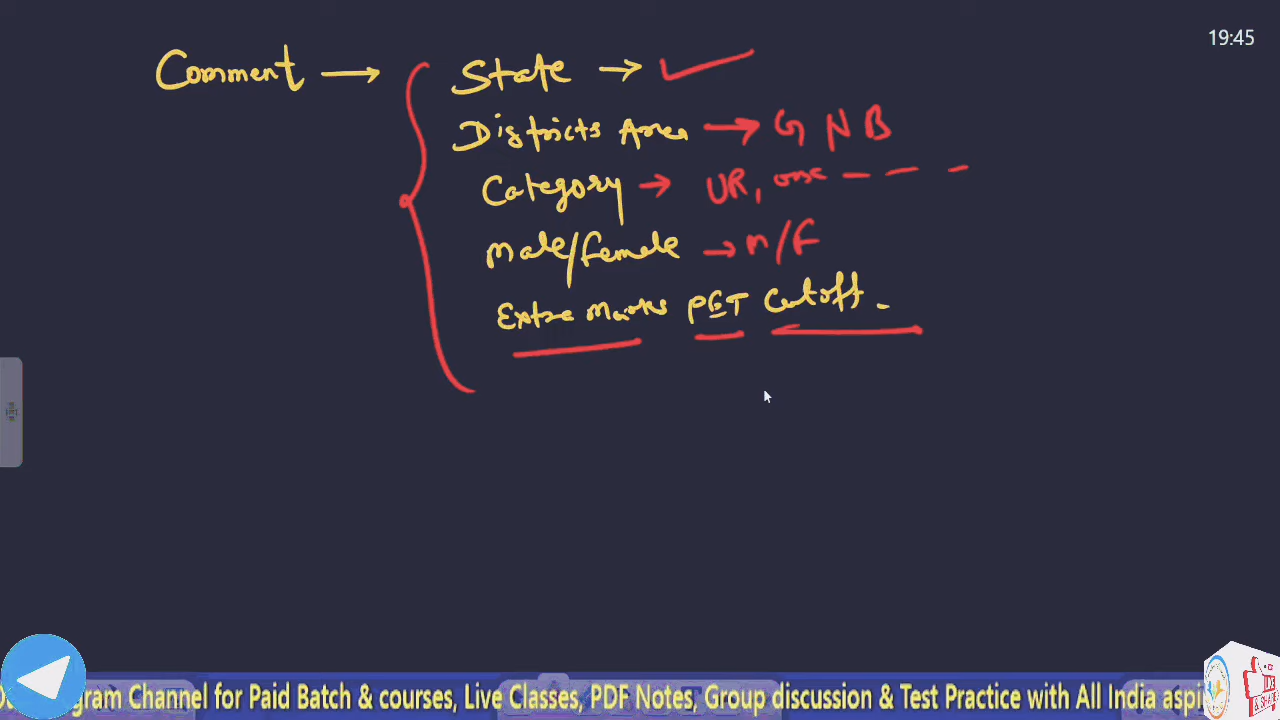 19:45
Comment → State →
Districts Area → G N B
Category → UR, OBC - - -
Male/Female → M/F
Extra Marks PET Cutoff.
gram Channel for Paid Batch & courses, Live Classes, PDF Notes, Group discussion & Test Practice with All India aspi